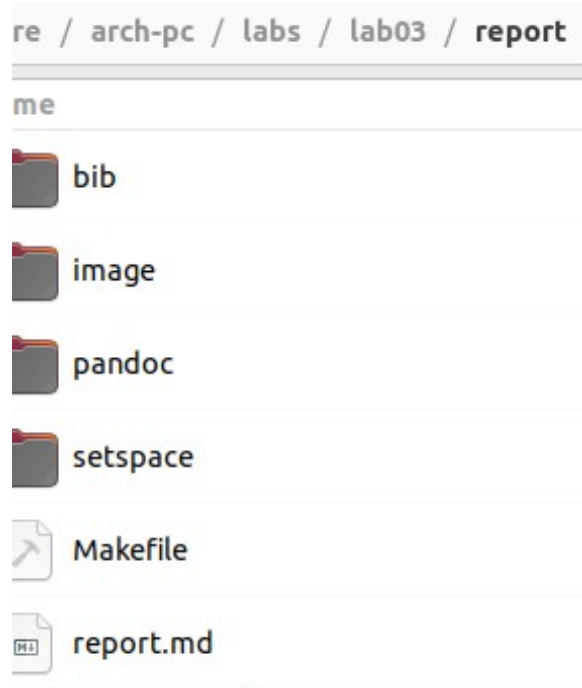 re / arch-pc / labs / lab03 / report
me
bib
image
pandoc
setspace
Makefile
M↓
report.md